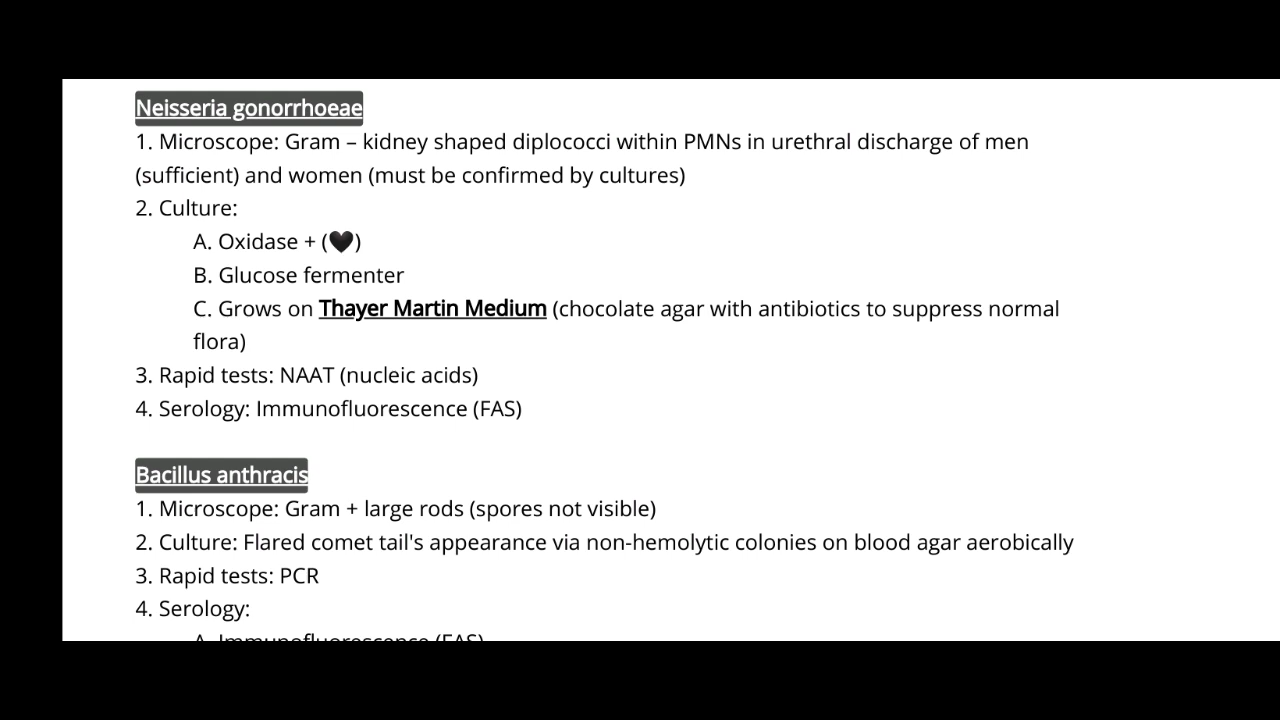 Neisseria gonorrhoeae
1. Microscope: Gram – kidney shaped diplococci within PMNs in urethral discharge of men
(sufficient) and women (must be confirmed by cultures)
2. Culture:
A. Oxidase + (🖤)
B. Glucose fermenter
C. Grows on Thayer Martin Medium (chocolate agar with antibiotics to suppress normal
flora)
3. Rapid tests: NAAT (nucleic acids)
4. Serology: Immunofluorescence (FAS)
Bacillus anthracis
1. Microscope: Gram + large rods (spores not visible)
2. Culture: Flared comet tail's appearance via non-hemolytic colonies on blood agar aerobically
3. Rapid tests: PCR
4. Serology:
A. Immunofluorescence (FAS)